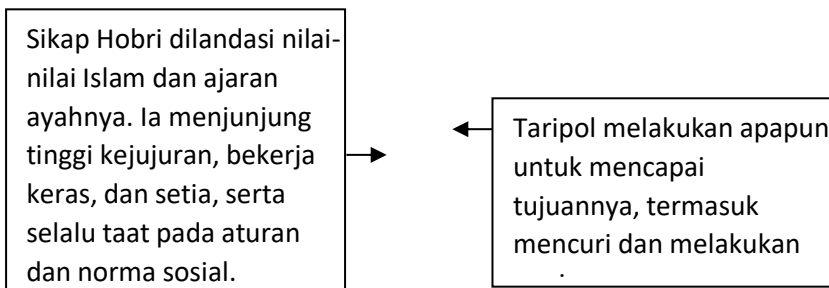 Sikap Hobri dilandasi nilai-
nilai Islam dan ajaran
ayahnya. Ia menjunjung
tinggi kejujuran, bekerja
keras, dan setia, serta
selalu taat pada aturan
dan norma sosial.
Taripol melakukan apapun
untuk mencapai
tujuannya, termasuk
mencuri dan melakukan